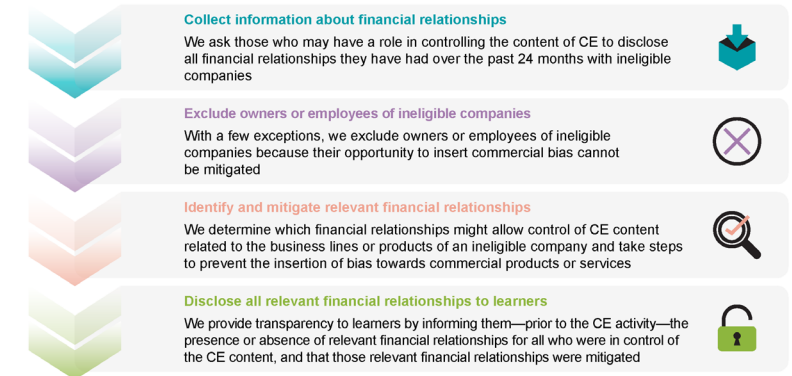 Collect information about financial relationships
We ask those who may have a role in controlling the content of CE to disclose
all financial relationships they have had over the past 24 months with ineligible
companies
Exclude owners or employees of ineligible companies
With a few exceptions, we exclude owners or employees of ineligible
companies because their opportunity to insert commercial bias cannot
be mitigated
Identify and mitigate relevant financial relationships
We determine which financial relationships might allow control of CE content
related to the business lines or products of an ineligible company and take steps
to prevent the insertion of bias towards commercial products or services
Disclose all relevant financial relationships to learners
We provide transparency to learners by informing them—prior to the CE activity—the
presence or absence of relevant financial relationships for all who were in control of
the CE content, and that those relevant financial relationships were mitigated